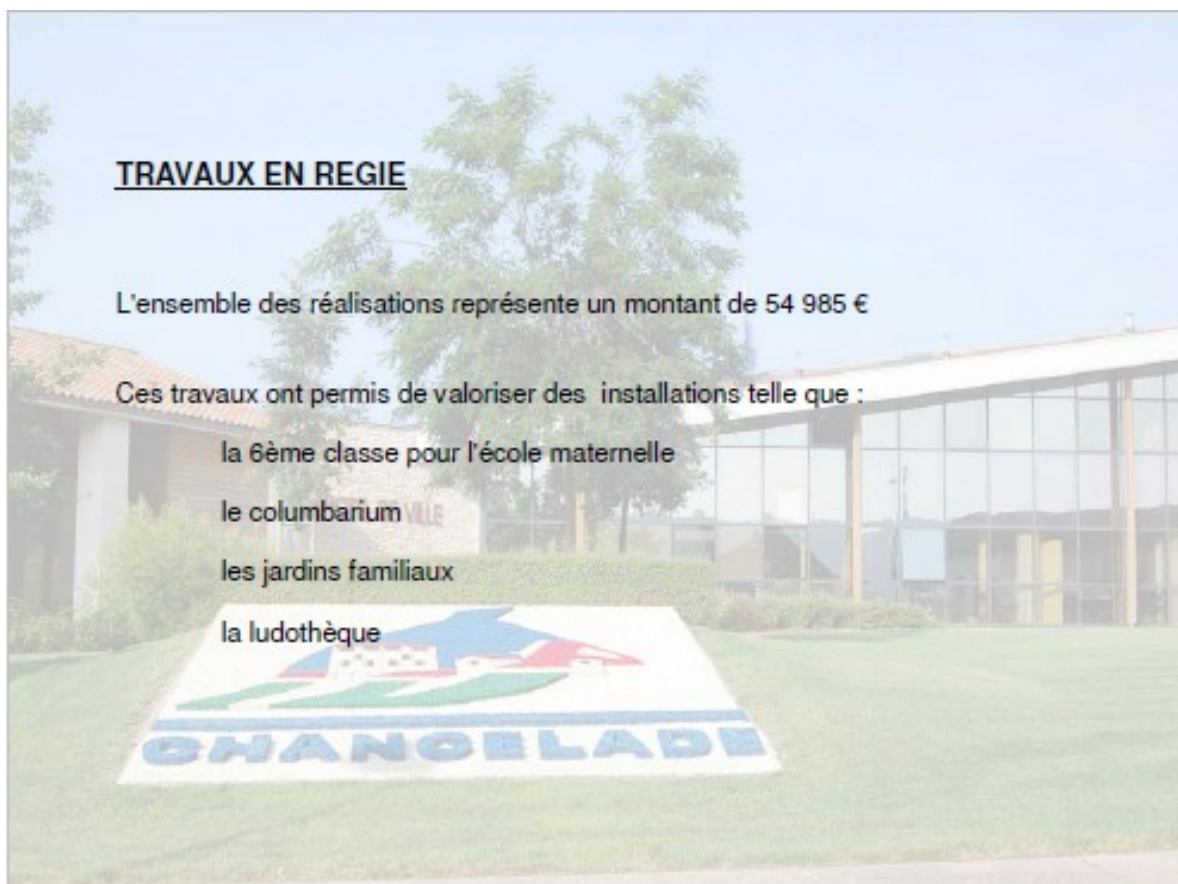 TRAVAUX EN REGIE
L'ensemble des réalisations représente un montant de 54 985 €
Ces travaux ont permis de valoriser des installations telle que :
la 6ème classe pour l'école maternelle
le columbarium
VILLE
les jardins familiaux
la ludothèque
CHANCELADE